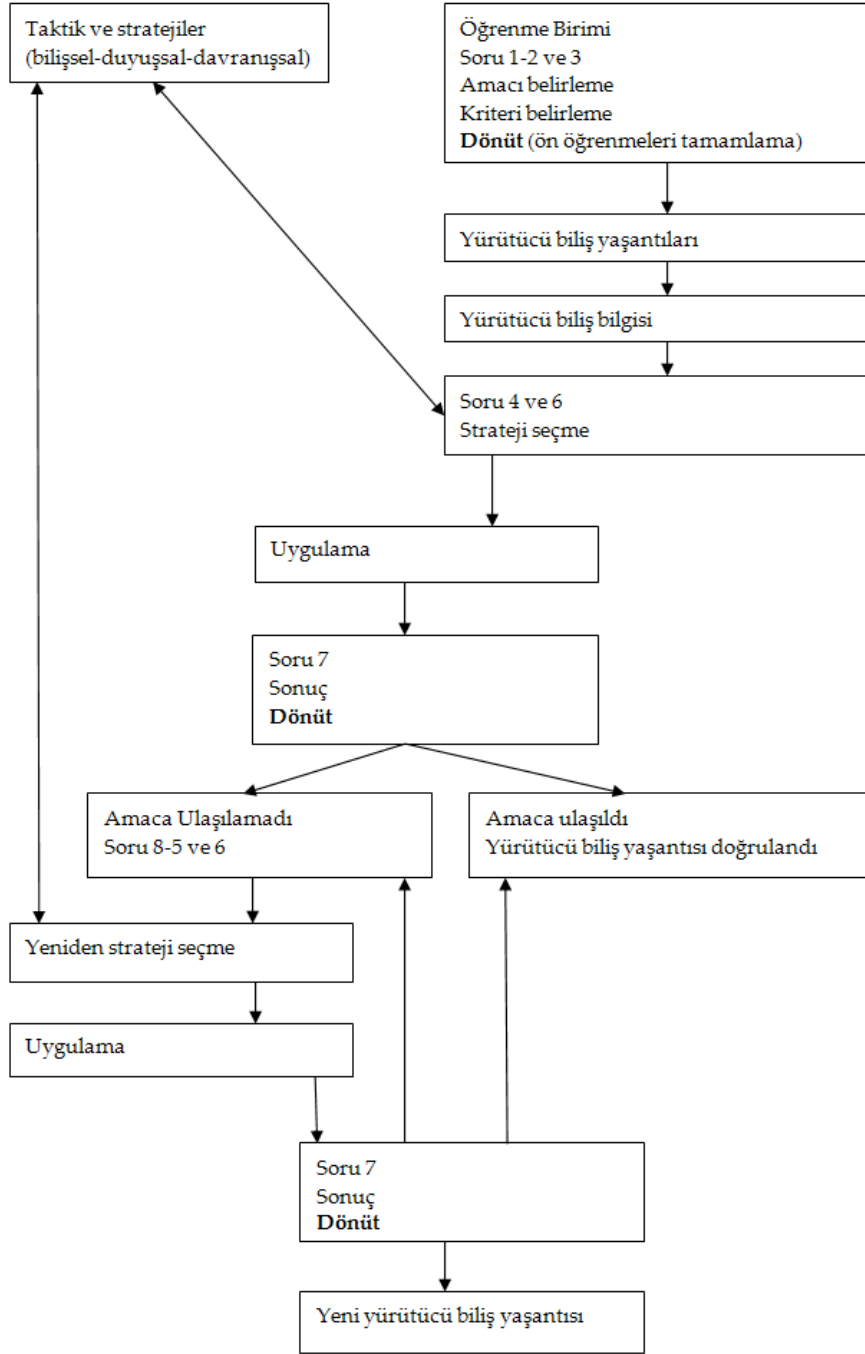 Taktik ve stratejiler
(bilişsel-duyuşsal-davranışsal)
Öğrenme Birimi
Soru 1-2 ve 3
Amacı belirleme
Kriteri belirleme
Dönüt (ön öğrenmeleri tamamlama)
Yürütücü biliş yaşantıları
Yürütücü biliş bilgisi
Soru 4 ve 6
Strateji seçme
Uygulama
Soru 7
Sonuç
Dönüt
Amaca Ulaşılamadı
Soru 8-5 ve 6
Amaca ulaşıldı
Yürütücü biliş yaşantısı doğrulandı
Yeniden strateji seçme
Uygulama
Soru 7
Sonuç
Dönüt
Yeni yürütücü biliş yaşantısı